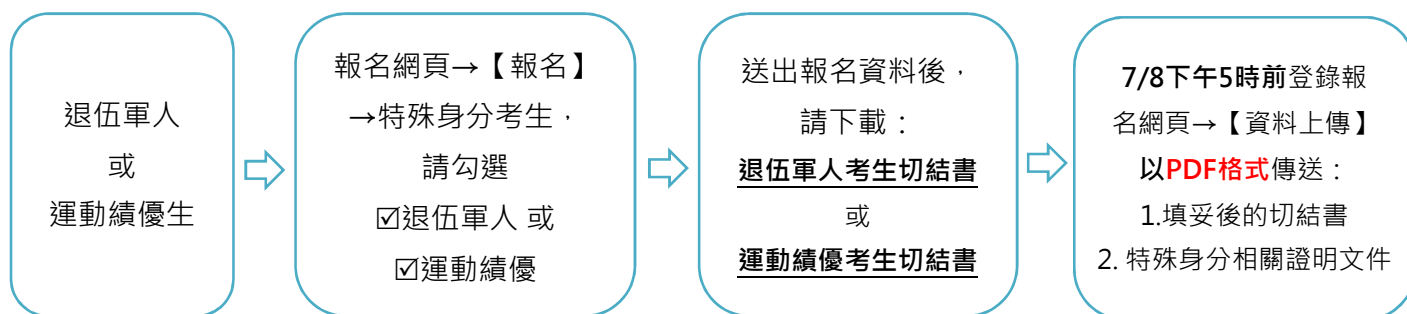 退伍軍人
或
運動績優生
報名網頁→【報名】
→特殊身分考生，
請勾選
☑退伍軍人 或
☑運動績優
送出報名資料後，
請下載：
退伍軍人考生切結書
或
運動績優考生切結書
7/8下午5時前登錄報
名網頁→【資料上傳】
以PDF格式傳送：
1.填妥後的切結書
2. 特殊身分相關證明文件